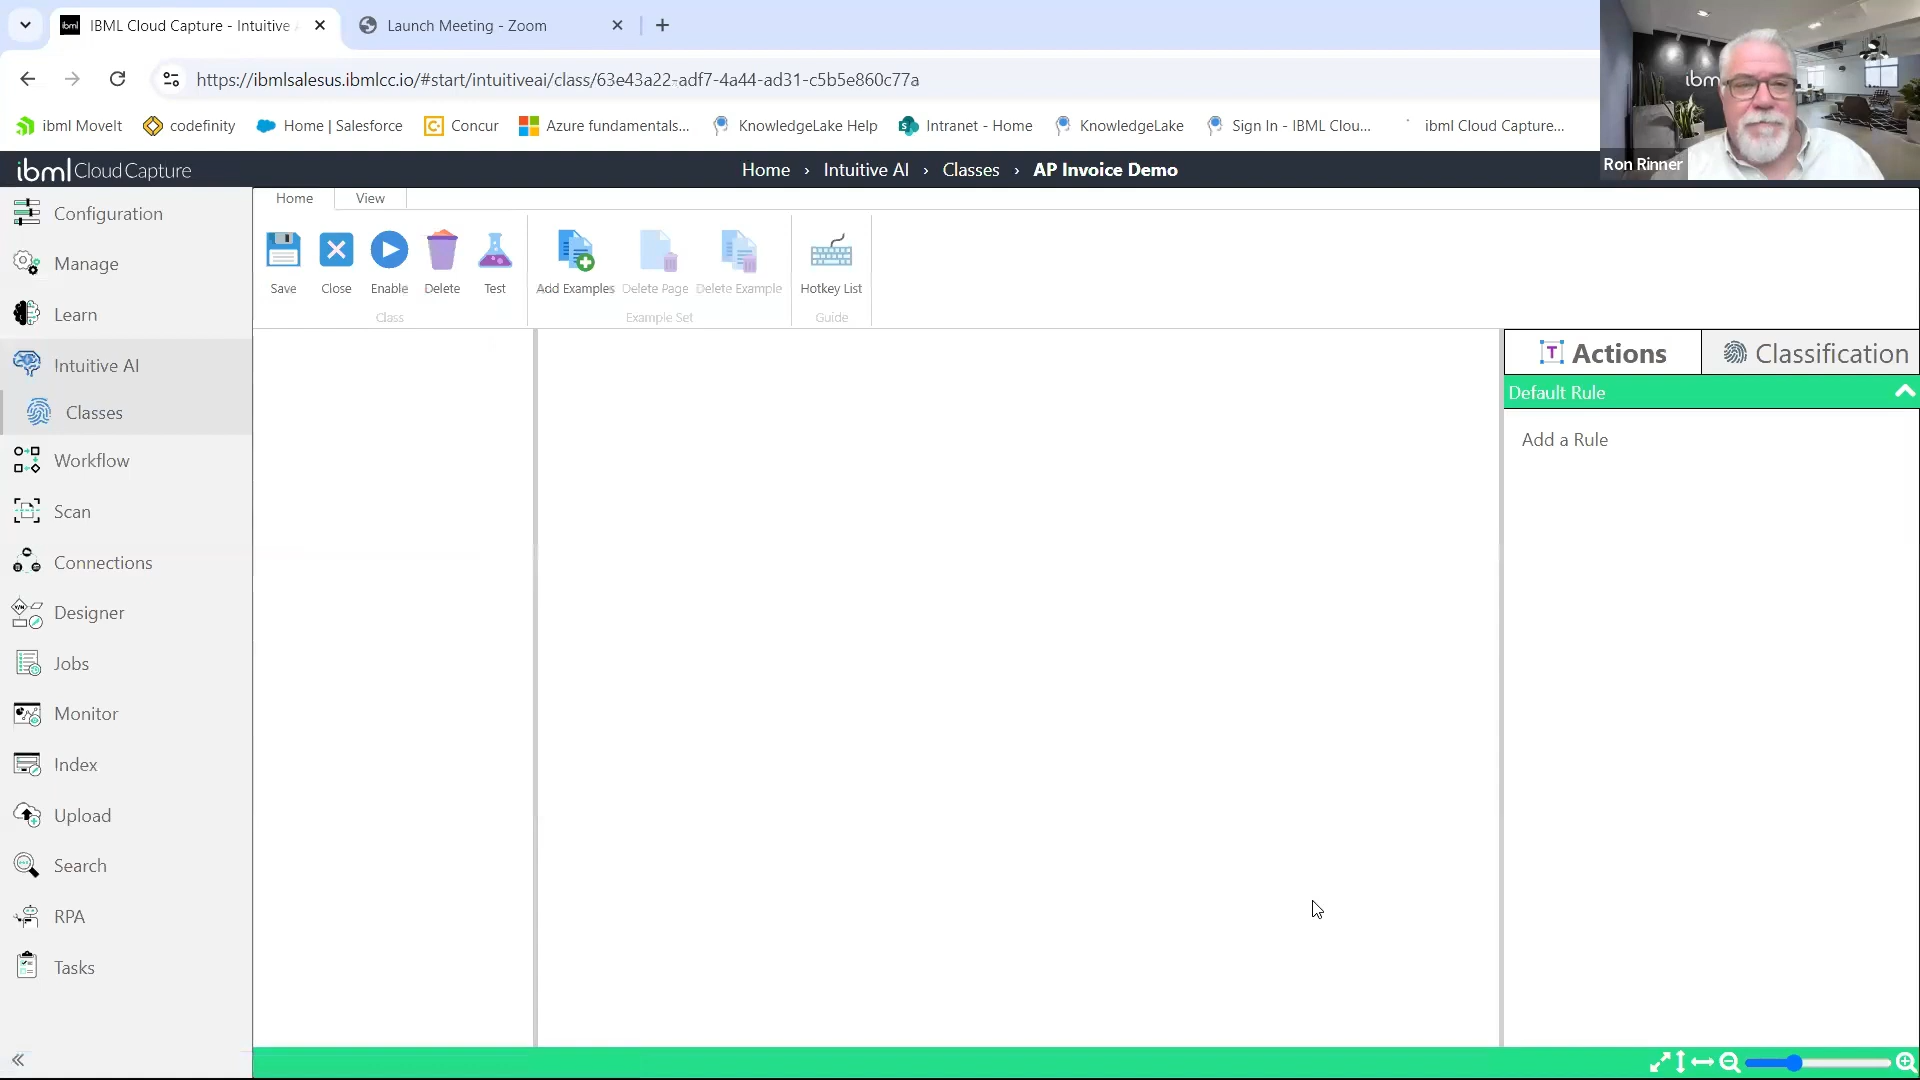 IBML Cloud Capture - Intuitive
Launch Meeting - Zoom
https://ibmlsalesus.ibmlcc.io/#start/intuitiveai/class/63e43a22-adf7-4a44-ad31-c5b5e860c77a
ibml MoveIt
codefinity
Home | Salesforce
Concur
Azure fundamentals...
KnowledgeLake Help
Intranet - Home
KnowledgeLake
Sign In - IBML Clou...
ibml Cloud Capture...
ibm
Ron Rinner
ibml Cloud Capture
Home › Intuitive AI › Classes › AP Invoice Demo
Configuration
Manage
Learn
Intuitive AI
Classes
Workflow
Scan
Connections
Designer
Jobs
Monitor
Index
Upload
Search
RPA
Tasks
Home
View
Save
Close
Enable
Delete
Test
Class
Add Examples
Delete Page
Delete Example
Example Set
Hotkey List
Guide
Actions
Classification
Default Rule
Add a Rule